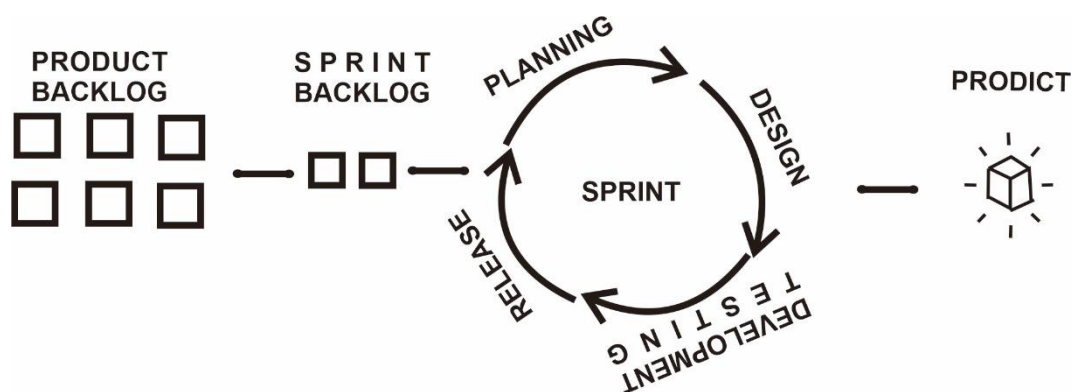 PRODUCT
BACKLOG
SPRINT
BACKLOG
PLANNING
DESIGN
TESTING
DEVELOPMENT
RELEASE
SPRINT
PRODICT